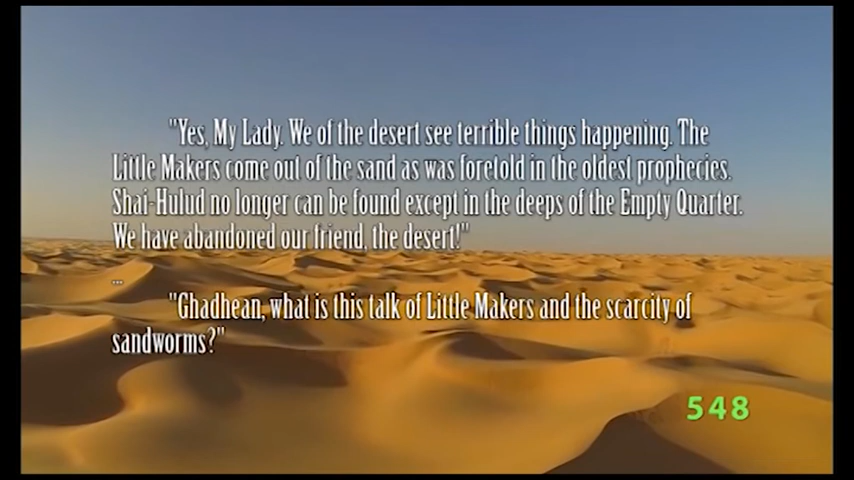 "Yes, My Lady. We of the desert see terrible things happening. The
Little Makers come out of the sand as was foretold in the oldest prophecies.
Shai-Hulud no longer can be found except in the deeps of the Empty Quarter.
We have abandoned our friend, the desert!"
...
"Ghadhean, what is this talk of Little Makers and the scarcity of
sandworms?"
548